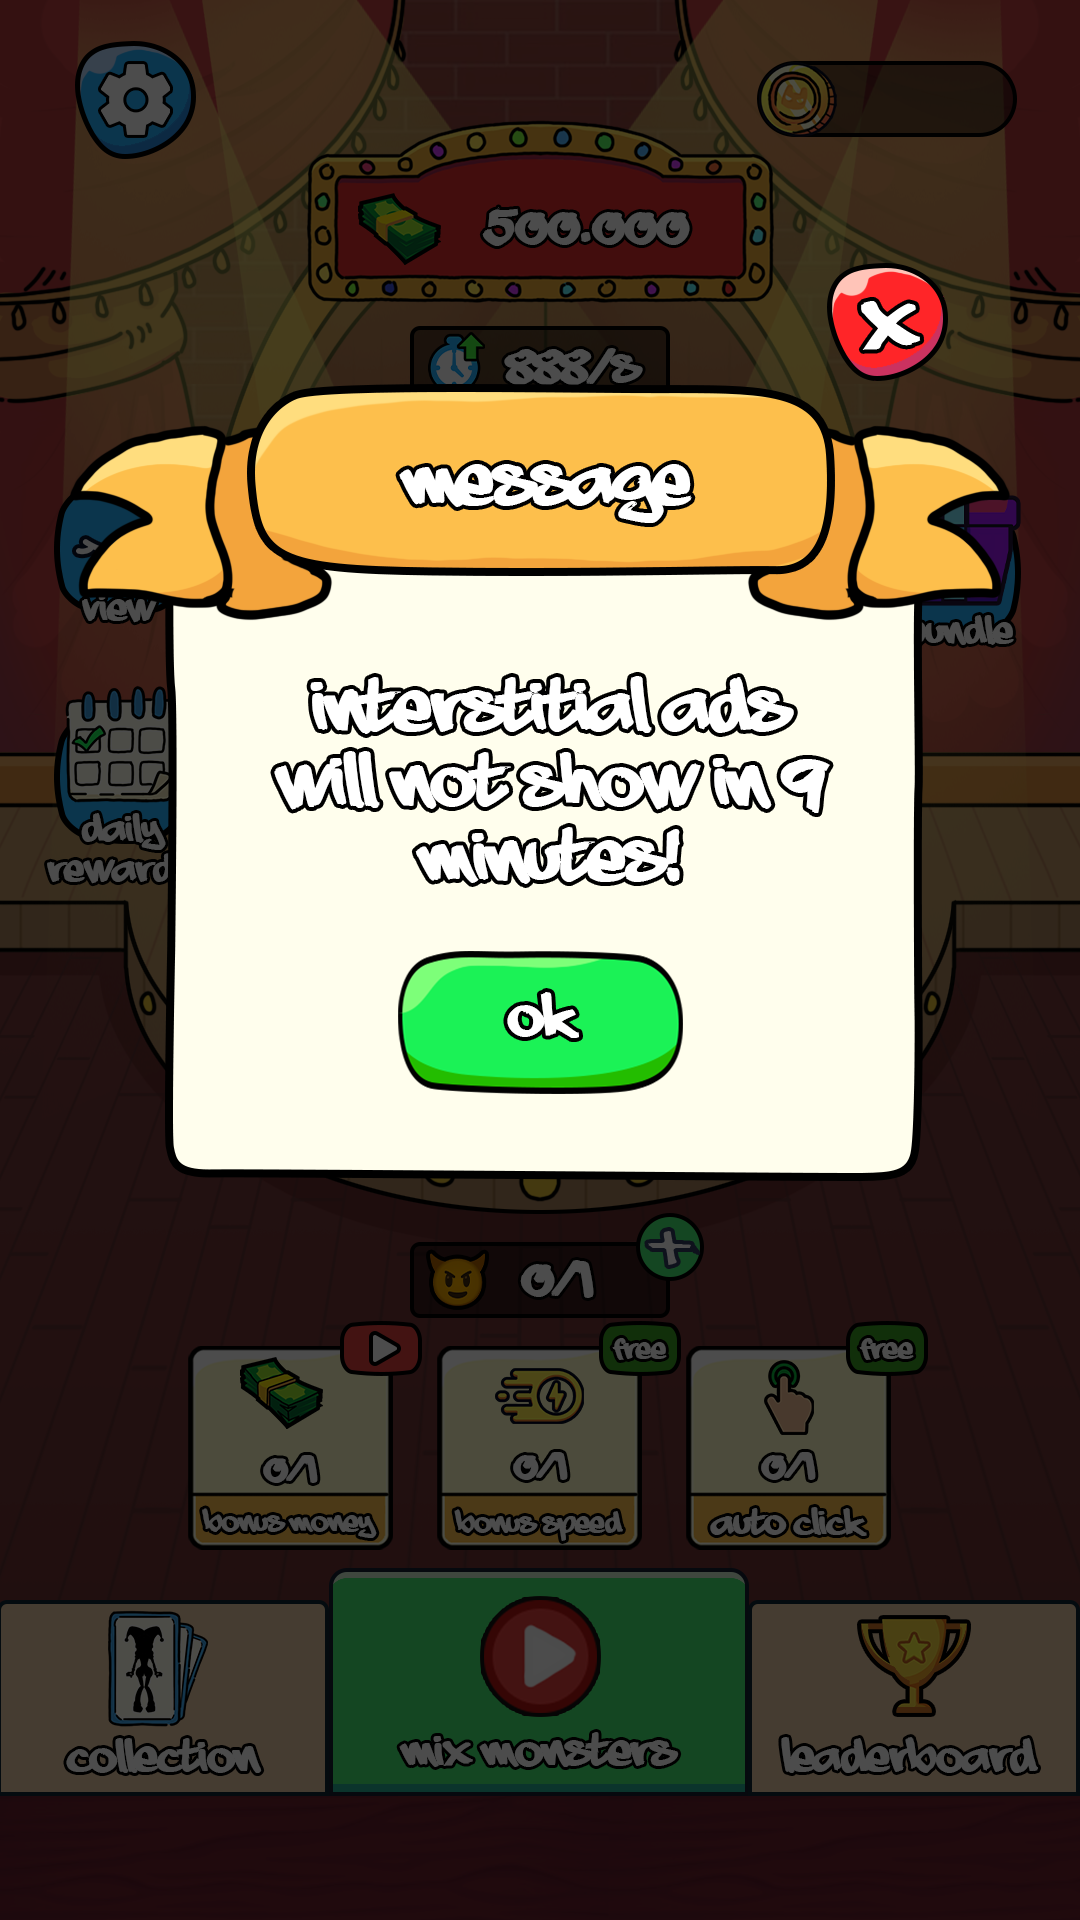 500.000
888/s
message
view
bundle
interstitial ads
will not show in 9
minutes!
daily
reward
ok
0/1
free
free
0/1
0/1
0/1
bonus money
bonus speed
auto click
collection
mix monsters
leaderboard